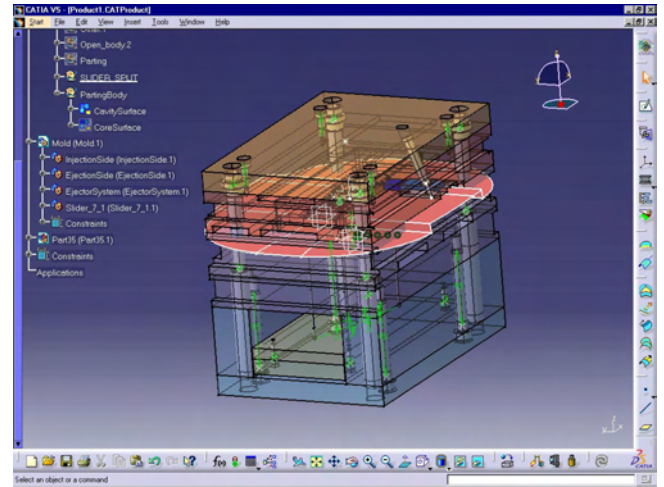 CATIA V5 - [Product1.CATProduct]
Start File Edit View Insert Tools Window Help
Open_body.2
Parting
SLIDER_SPLIT
PartingBody
CavitySurface
CoreSurface
Mold (Mold.1)
InjectionSide (InjectionSide.1)
EjectionSide (EjectionSide.1)
EjectorSystem (EjectorSystem.1)
Slider_7_1 (Slider_7_1.1)
Constraints
Part35 (Part35.1)
Constraints
Applications
CATIA
Select an object or a command